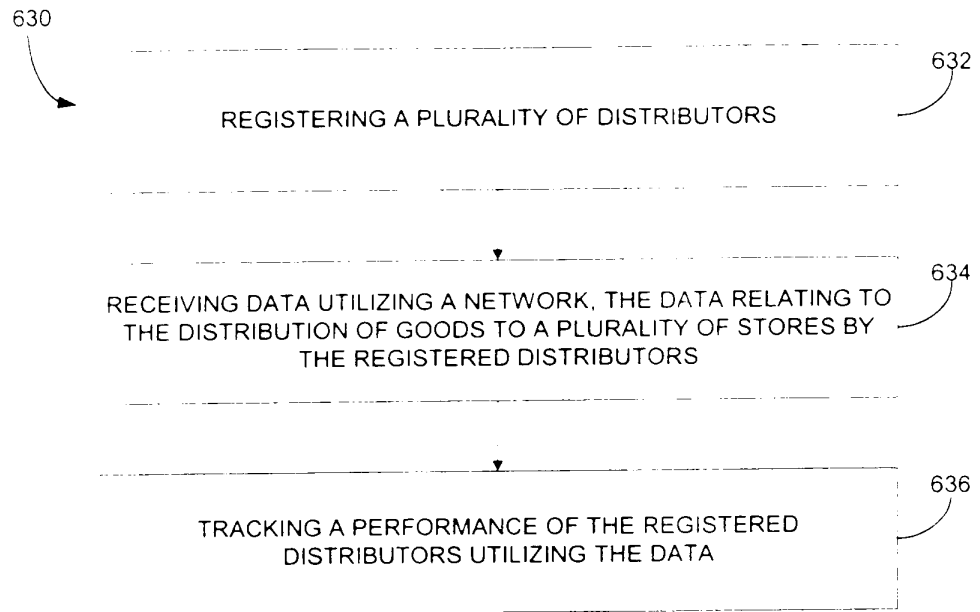 630
632
REGISTERING A PLURALITY OF DISTRIBUTORS
634
RECEIVING DATA UTILIZING A NETWORK, THE DATA RELATING TO
THE DISTRIBUTION OF GOODS TO A PLURALITY OF STORES BY
THE REGISTERED DISTRIBUTORS
636
TRACKING A PERFORMANCE OF THE REGISTERED
DISTRIBUTORS UTILIZING THE DATA